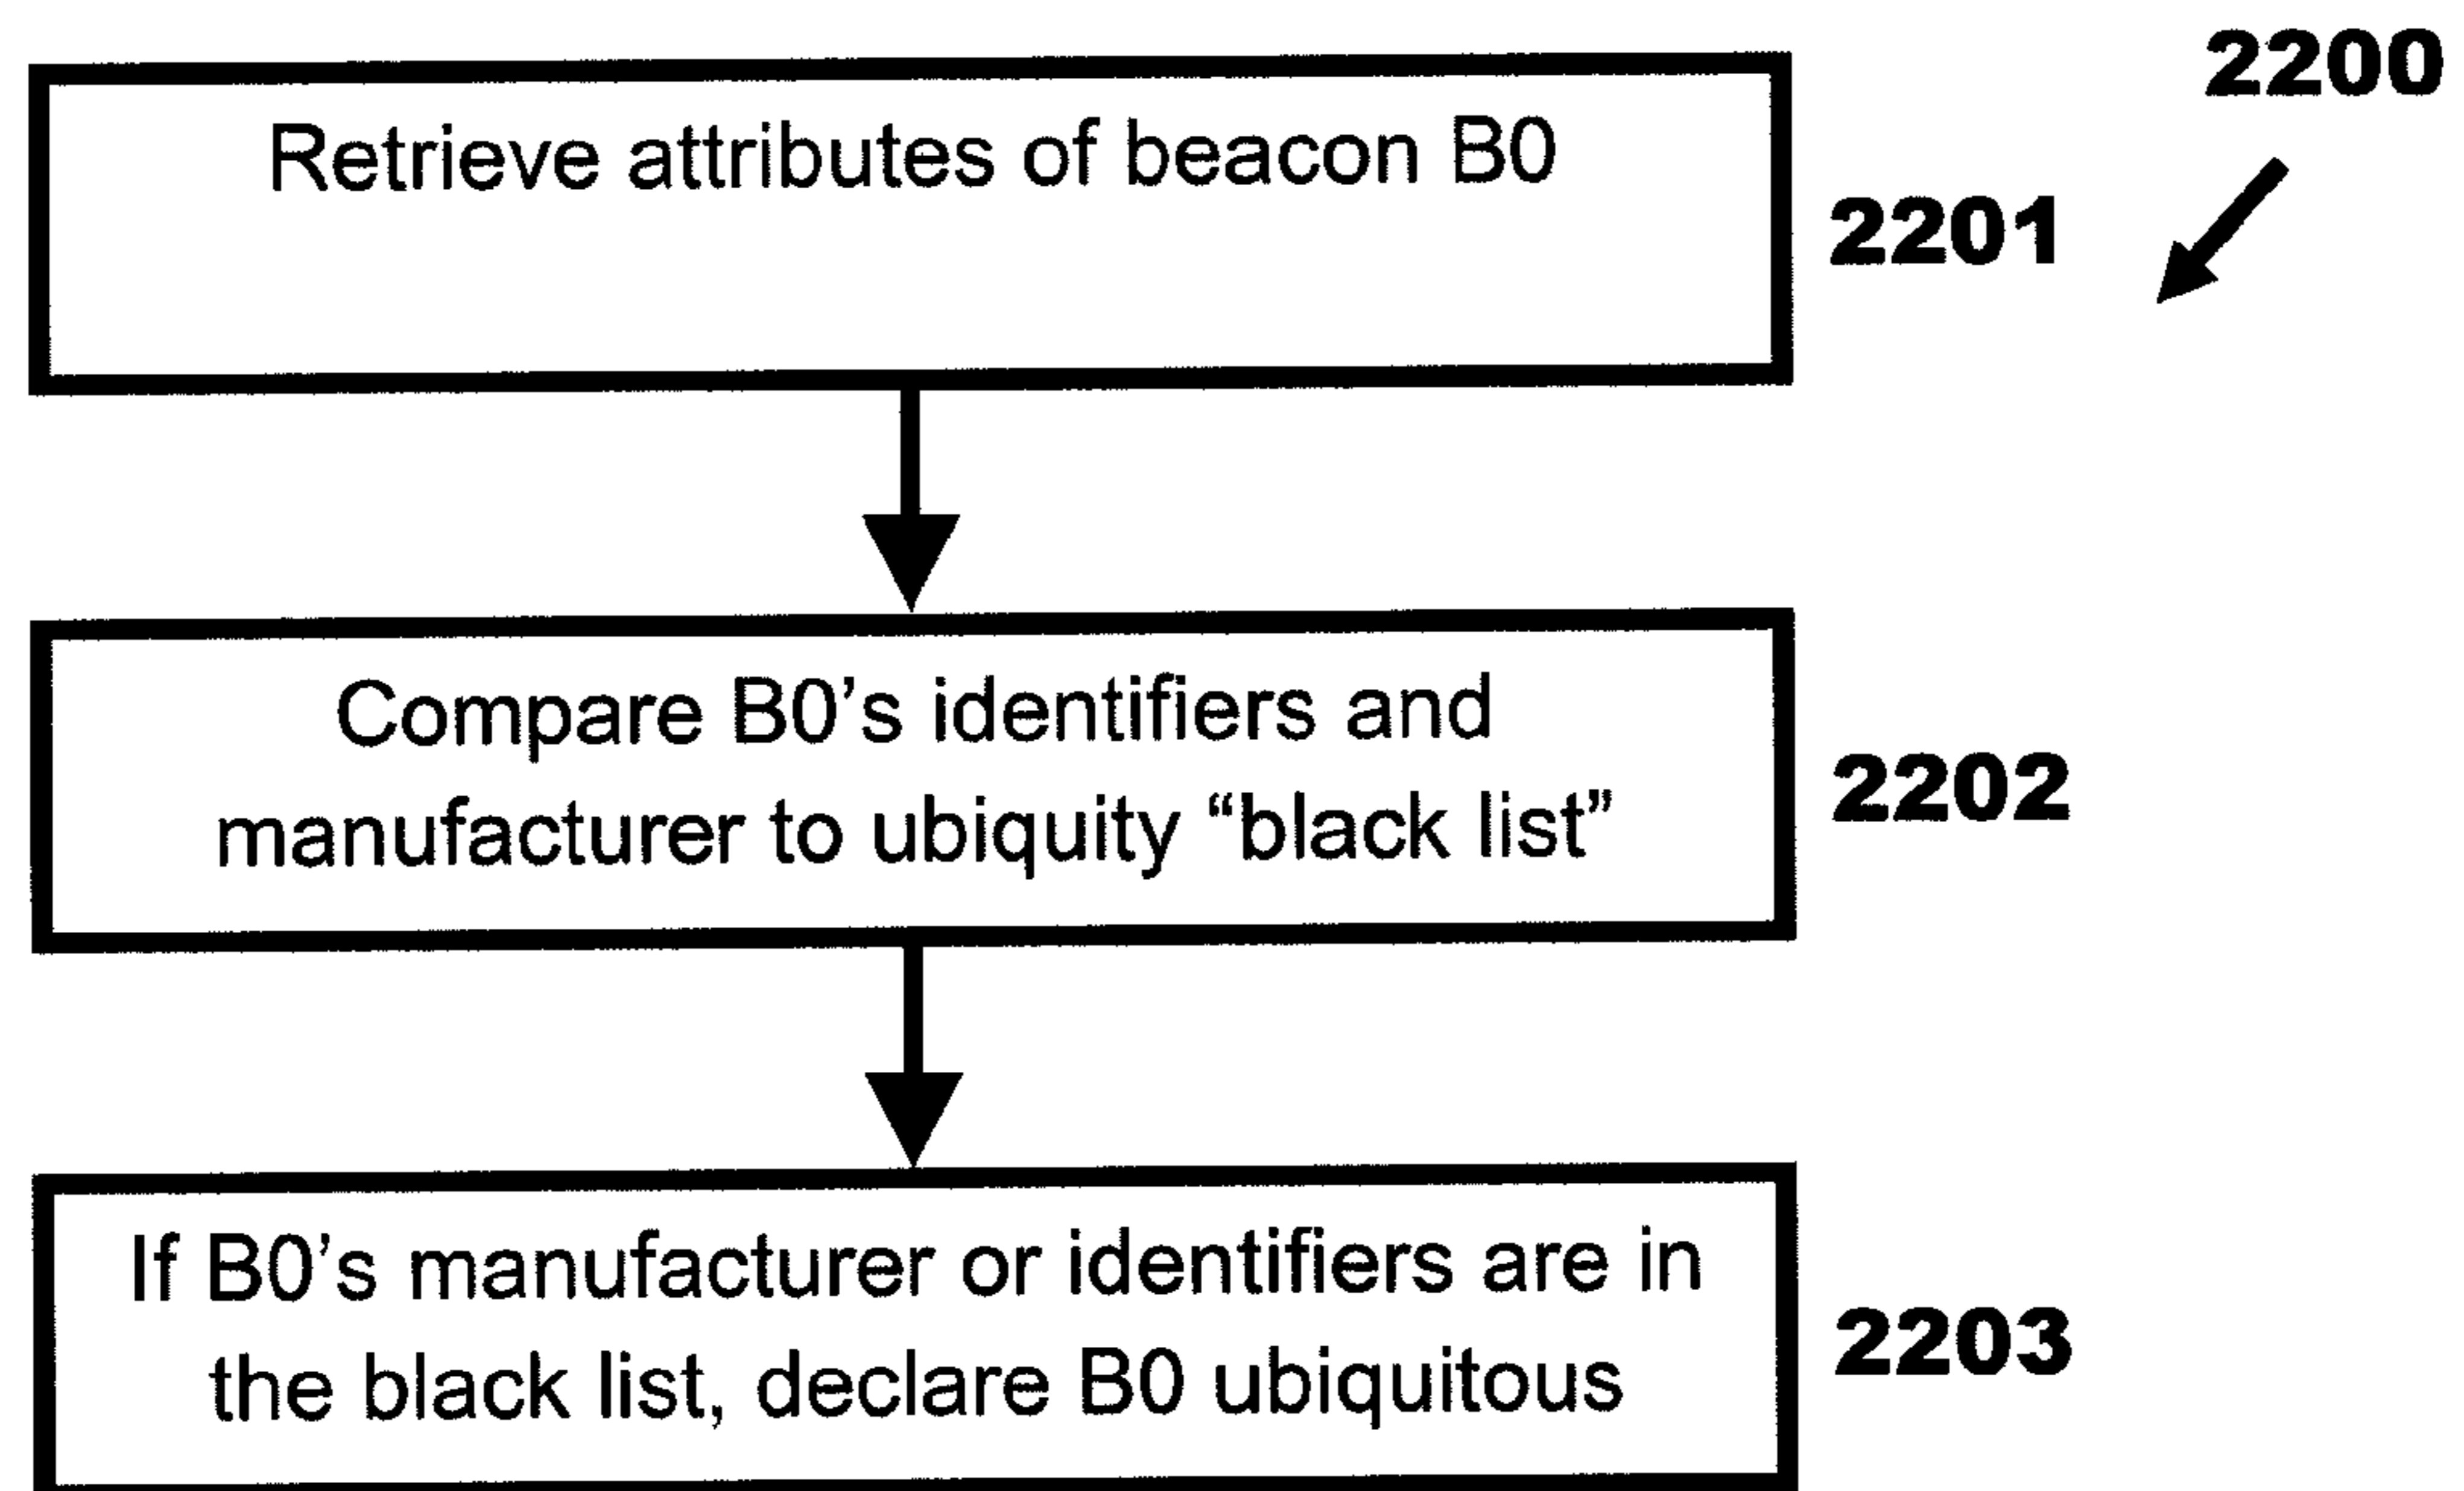 2200
Retrieve attributes of beacon B0
2201
Compare B0’s identifiers and
manufacturer to ubiquity “black list”
2202
If B0’s manufacturer or identifiers are in
the black list, declare B0 ubiquitous
2203